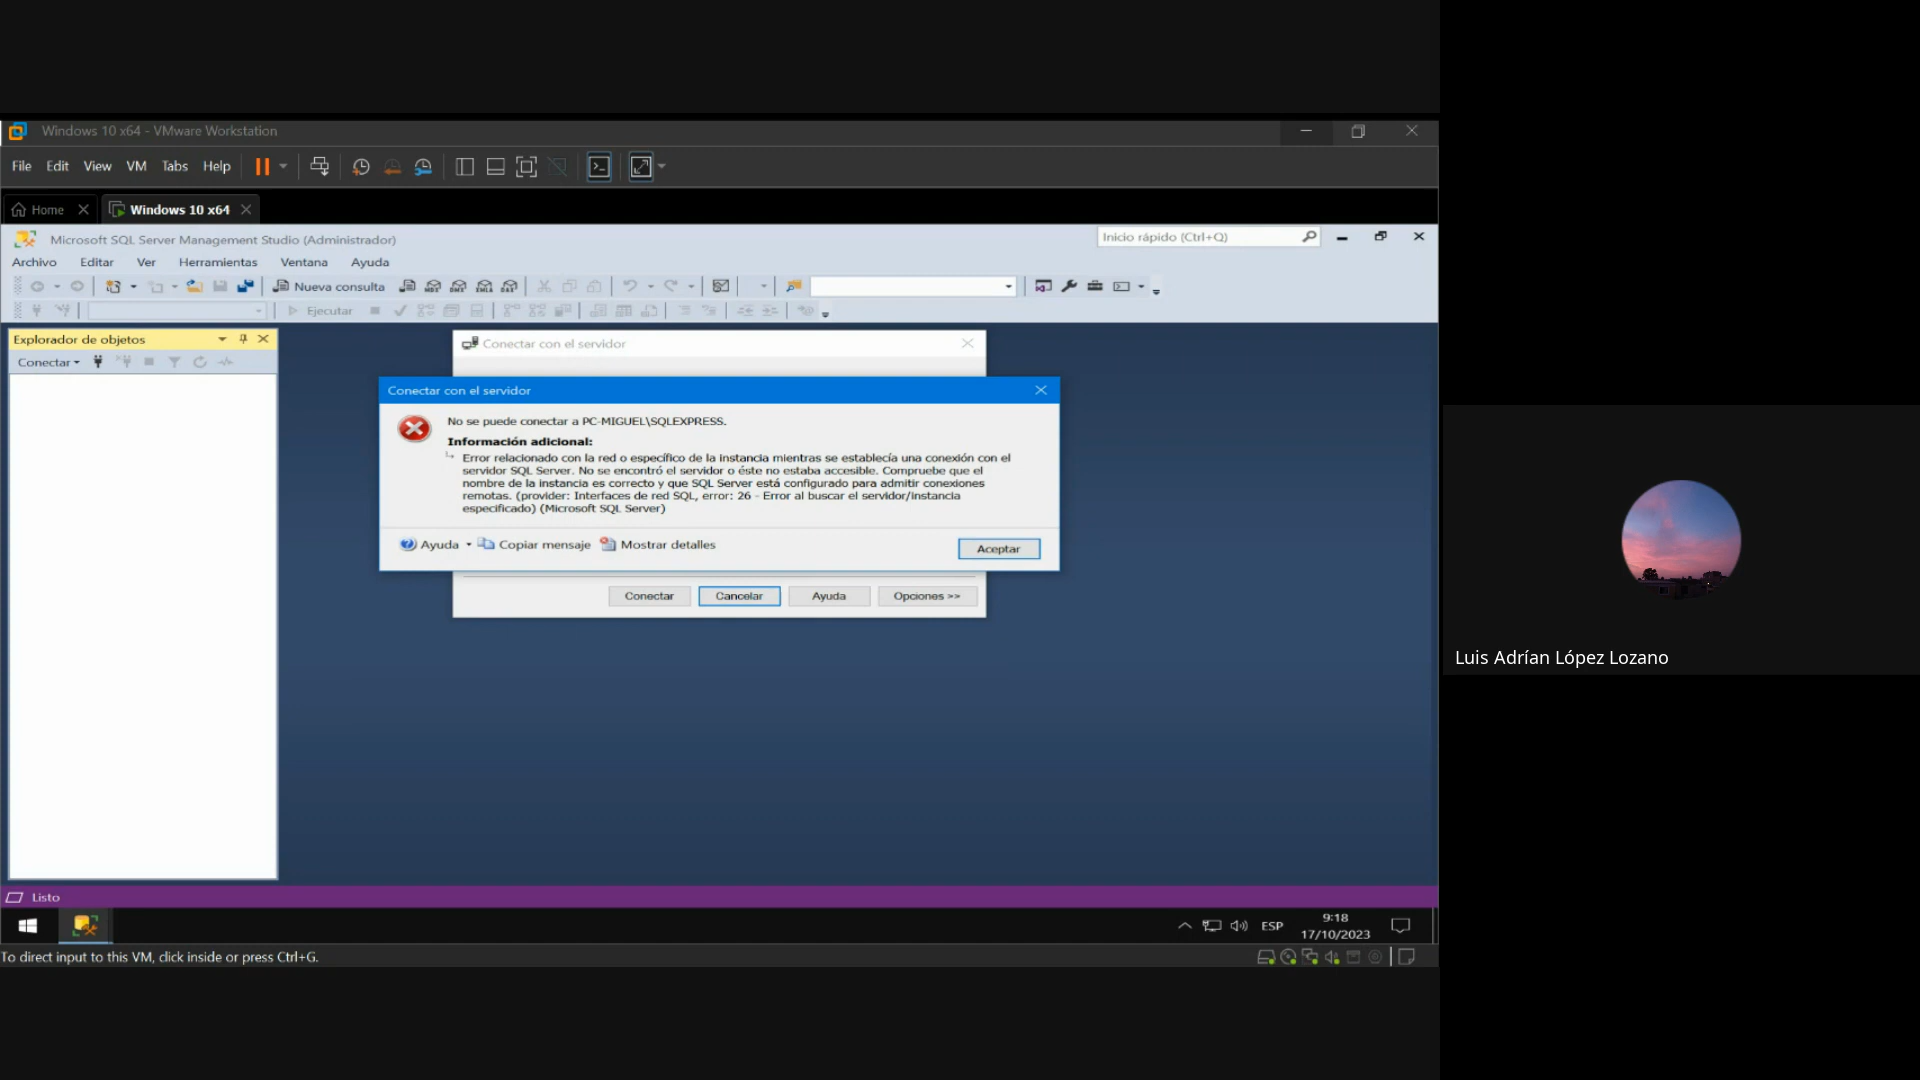 Windows 10 x64 - VMware Workstation
File Edit View VM Tabs Help
Home
Windows 10 x64
Microsoft SQL Server Management Studio (Administrador)
Inicio rápido (Ctrl+Q)
Archivo Editar Ver Herramientas Ventana Ayuda
Nueva consulta
Ejecutar
Explorador de objetos
Conectar
Conectar con el servidor
Conectar con el servidor
No se puede conectar a PC-MIGUEL\SQLEXPRESS.
Información adicional:
Error relacionado con la red o específico de la instancia mientras se establecía una conexión con el
servidor SQL Server. No se encontró el servidor o éste no estaba accesible. Compruebe que el
nombre de la instancia es correcto y que SQL Server está configurado para admitir conexiones
remotas. (provider: Interfaces de red SQL, error: 26 - Error al buscar el servidor/instancia
especificado) (Microsoft SQL Server)
Ayuda Copiar mensaje Mostrar detalles
Aceptar
Conectar Cancelar Ayuda Opciones >>
Luis Adrían López Lozano
Listo
ESP
9:18
17/10/2023
To direct input to this VM, click inside or press Ctrl+G.